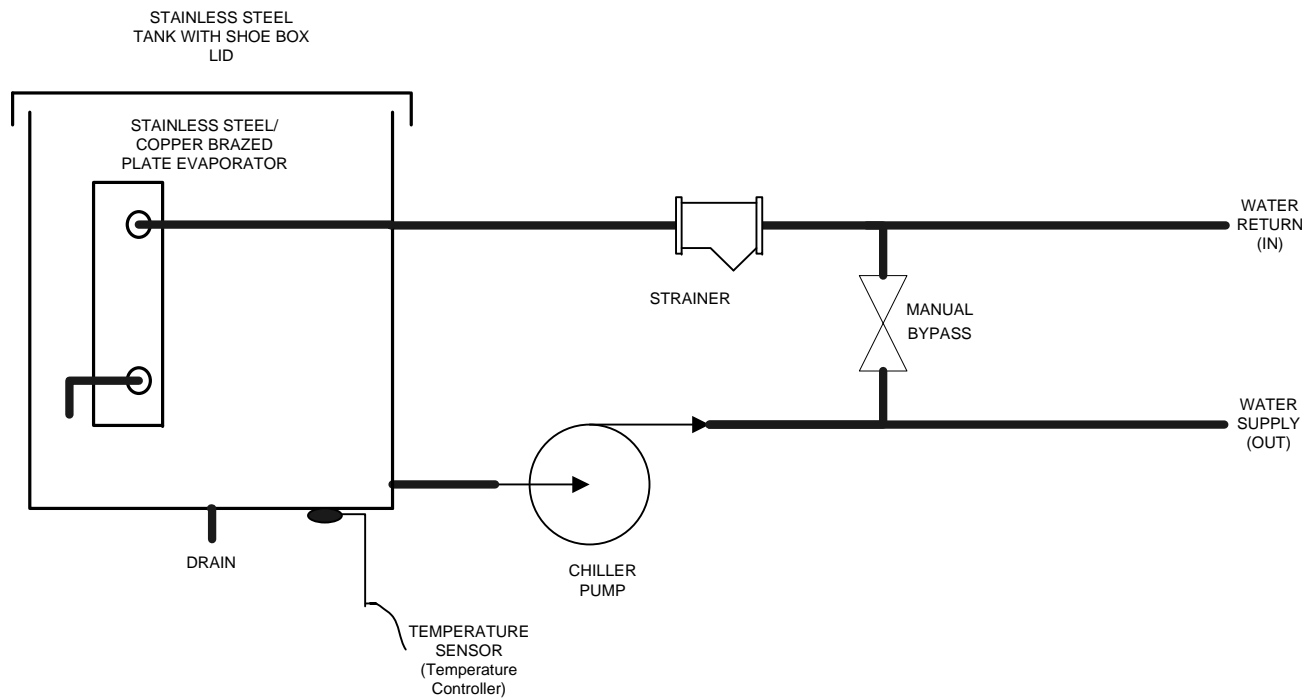 STAINLESS STEEL
TANK WITH SHOE BOX
LID
STAINLESS STEEL/
COPPER BRAZED
PLATE EVAPORATOR
WATER
RETURN
(IN)
STRAINER
MANUAL
BYPASS
WATER
SUPPLY
(OUT)
DRAIN
CHILLER
PUMP
TEMPERATURE
SENSOR
(Temperature
Controller)